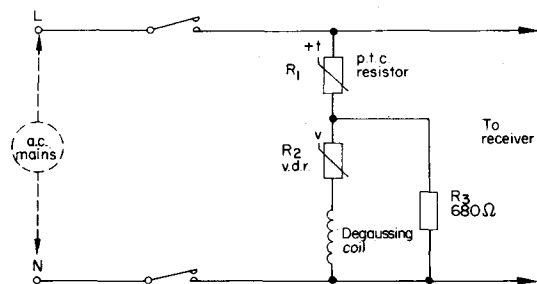 L
+t
R1
p.t.c.
resistor
a.c.
mains
To
receiver
v
R2
v.d.r.
R3
680Ω
Degaussing
coil
N